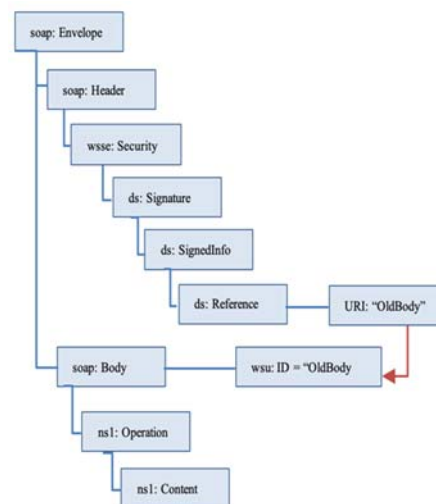 soap: Envelope
soap: Header
wsse: Security
ds: Signature
ds: SignedInfo
ds: Reference
URI: “OldBody”
soap: Body
wsu: ID = “OldBody
ns1: Operation
ns1: Content